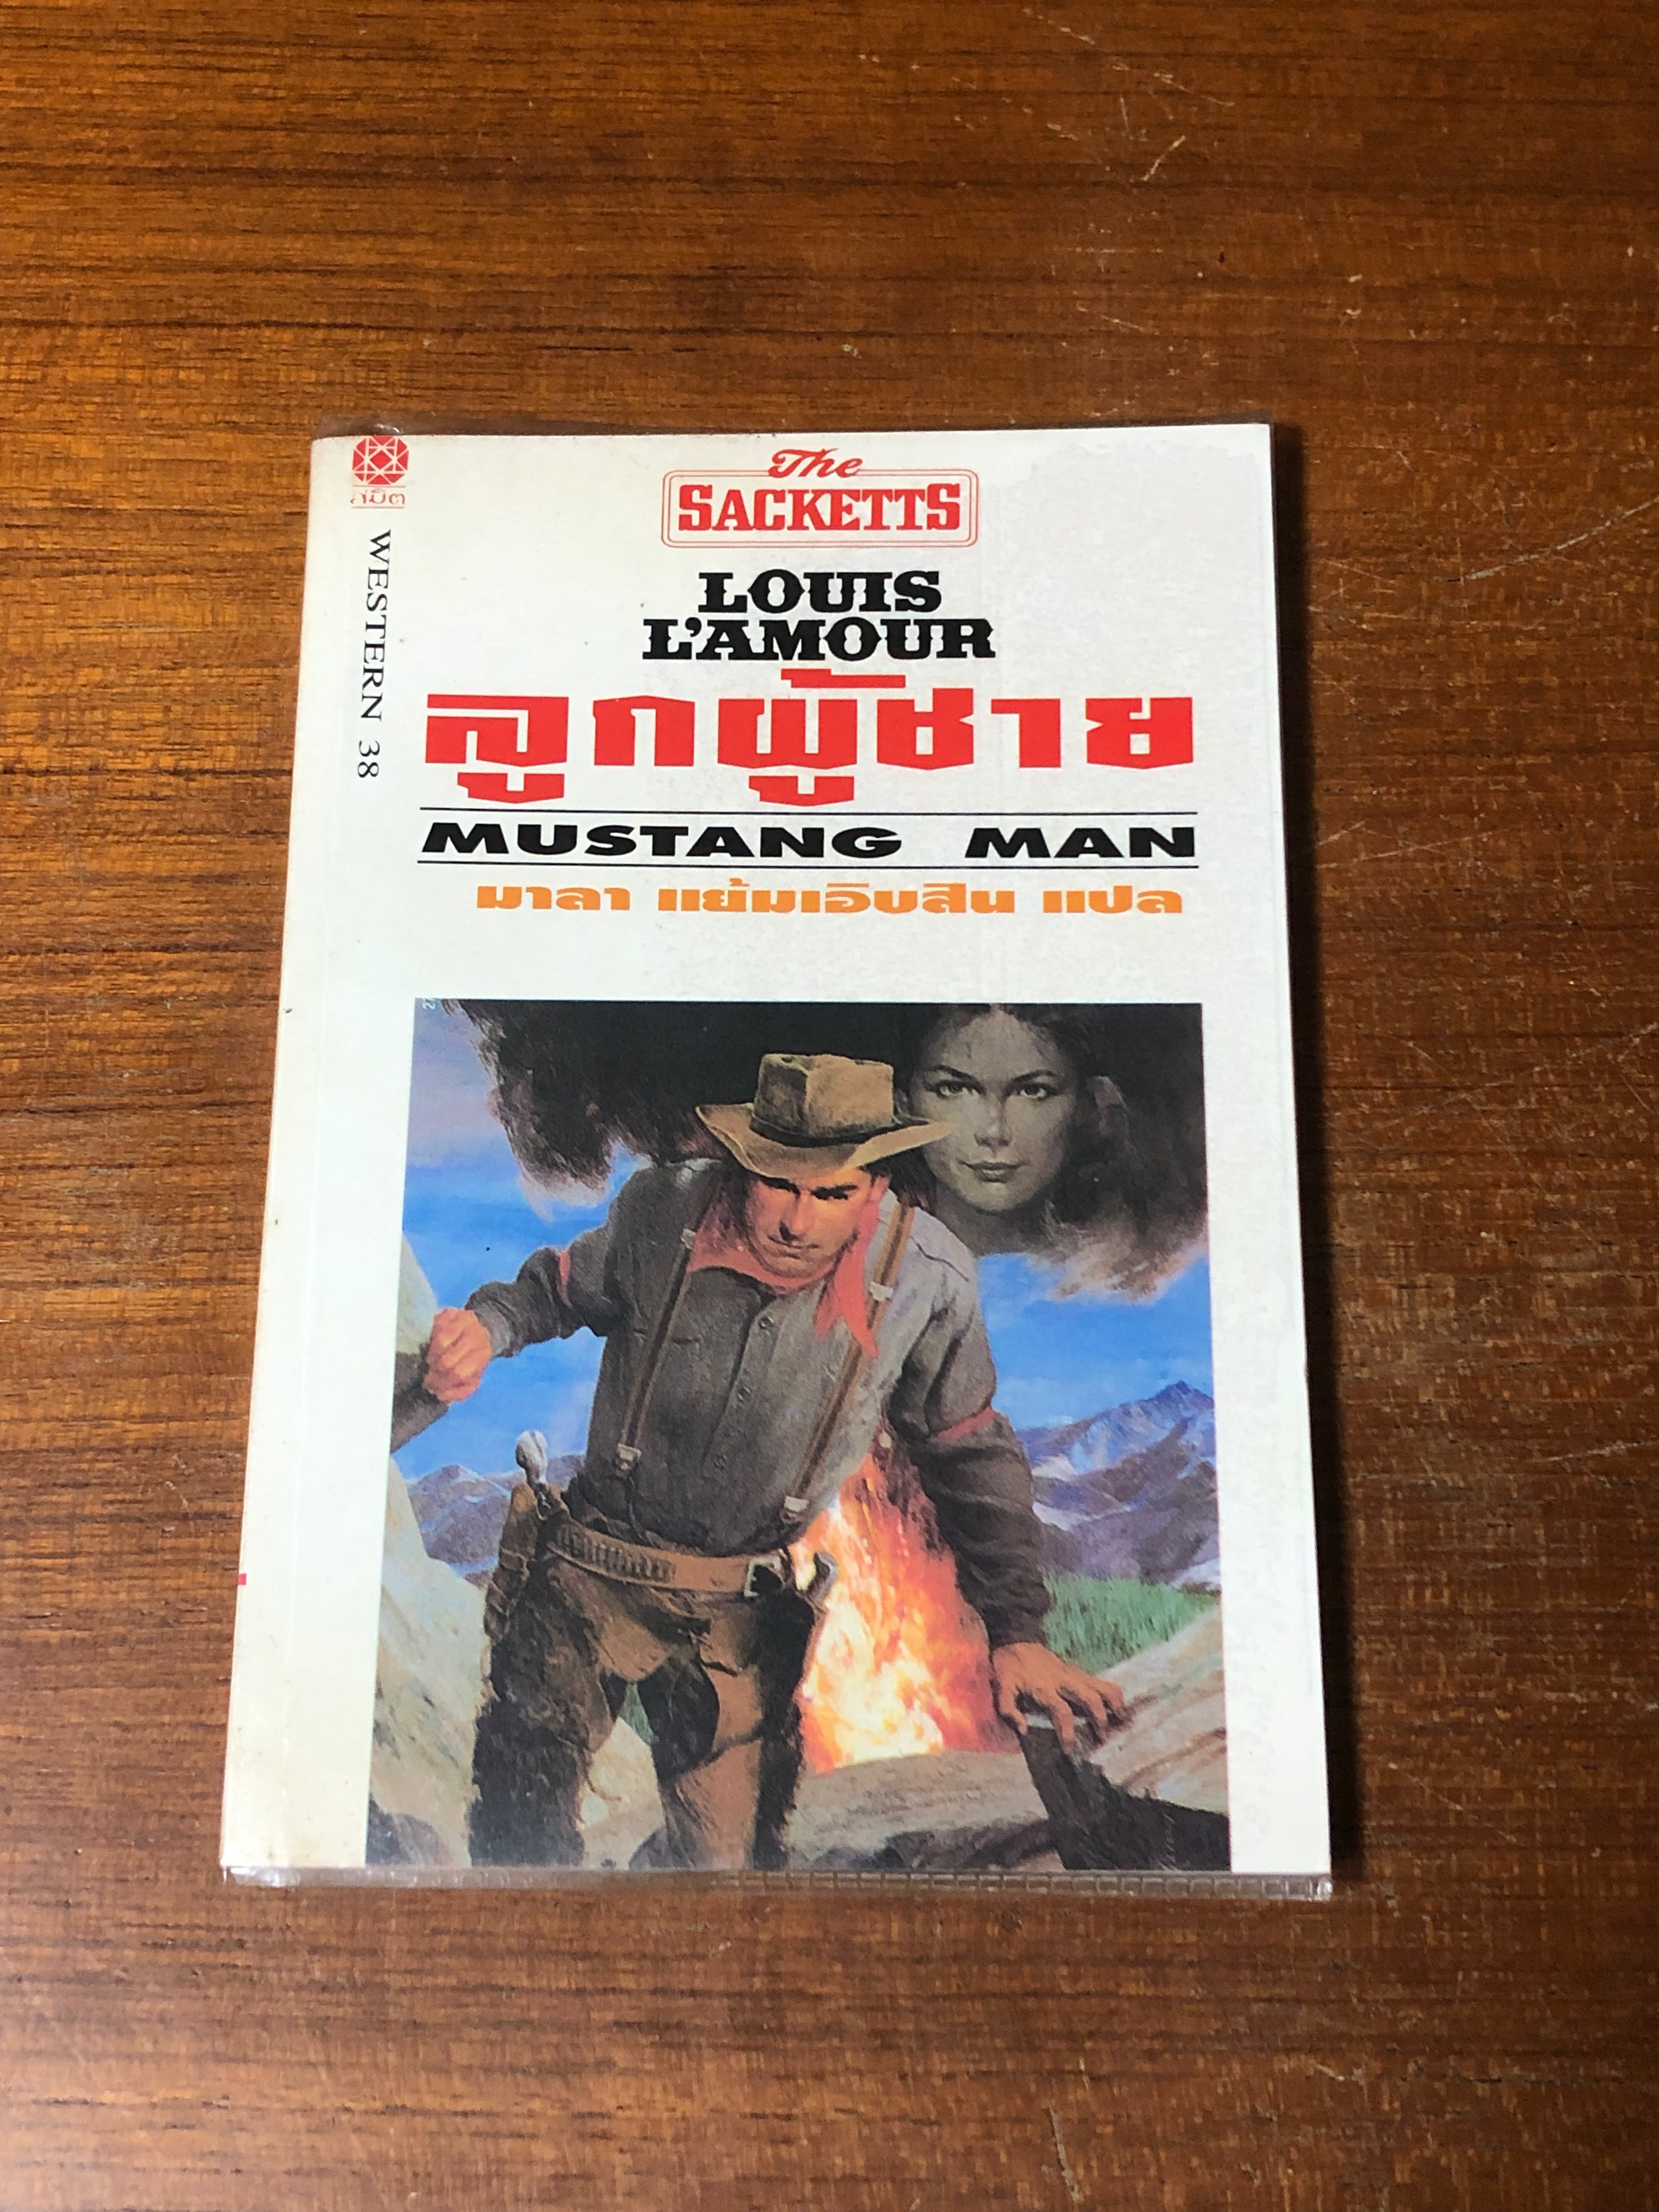 สมิต
WESTERN 38
The
SACKETTS
LOUIS
L'AMOUR
ลูกผู้ชาย
MUSTANG MAN
มาลา แย้มเอิบสิน แปล